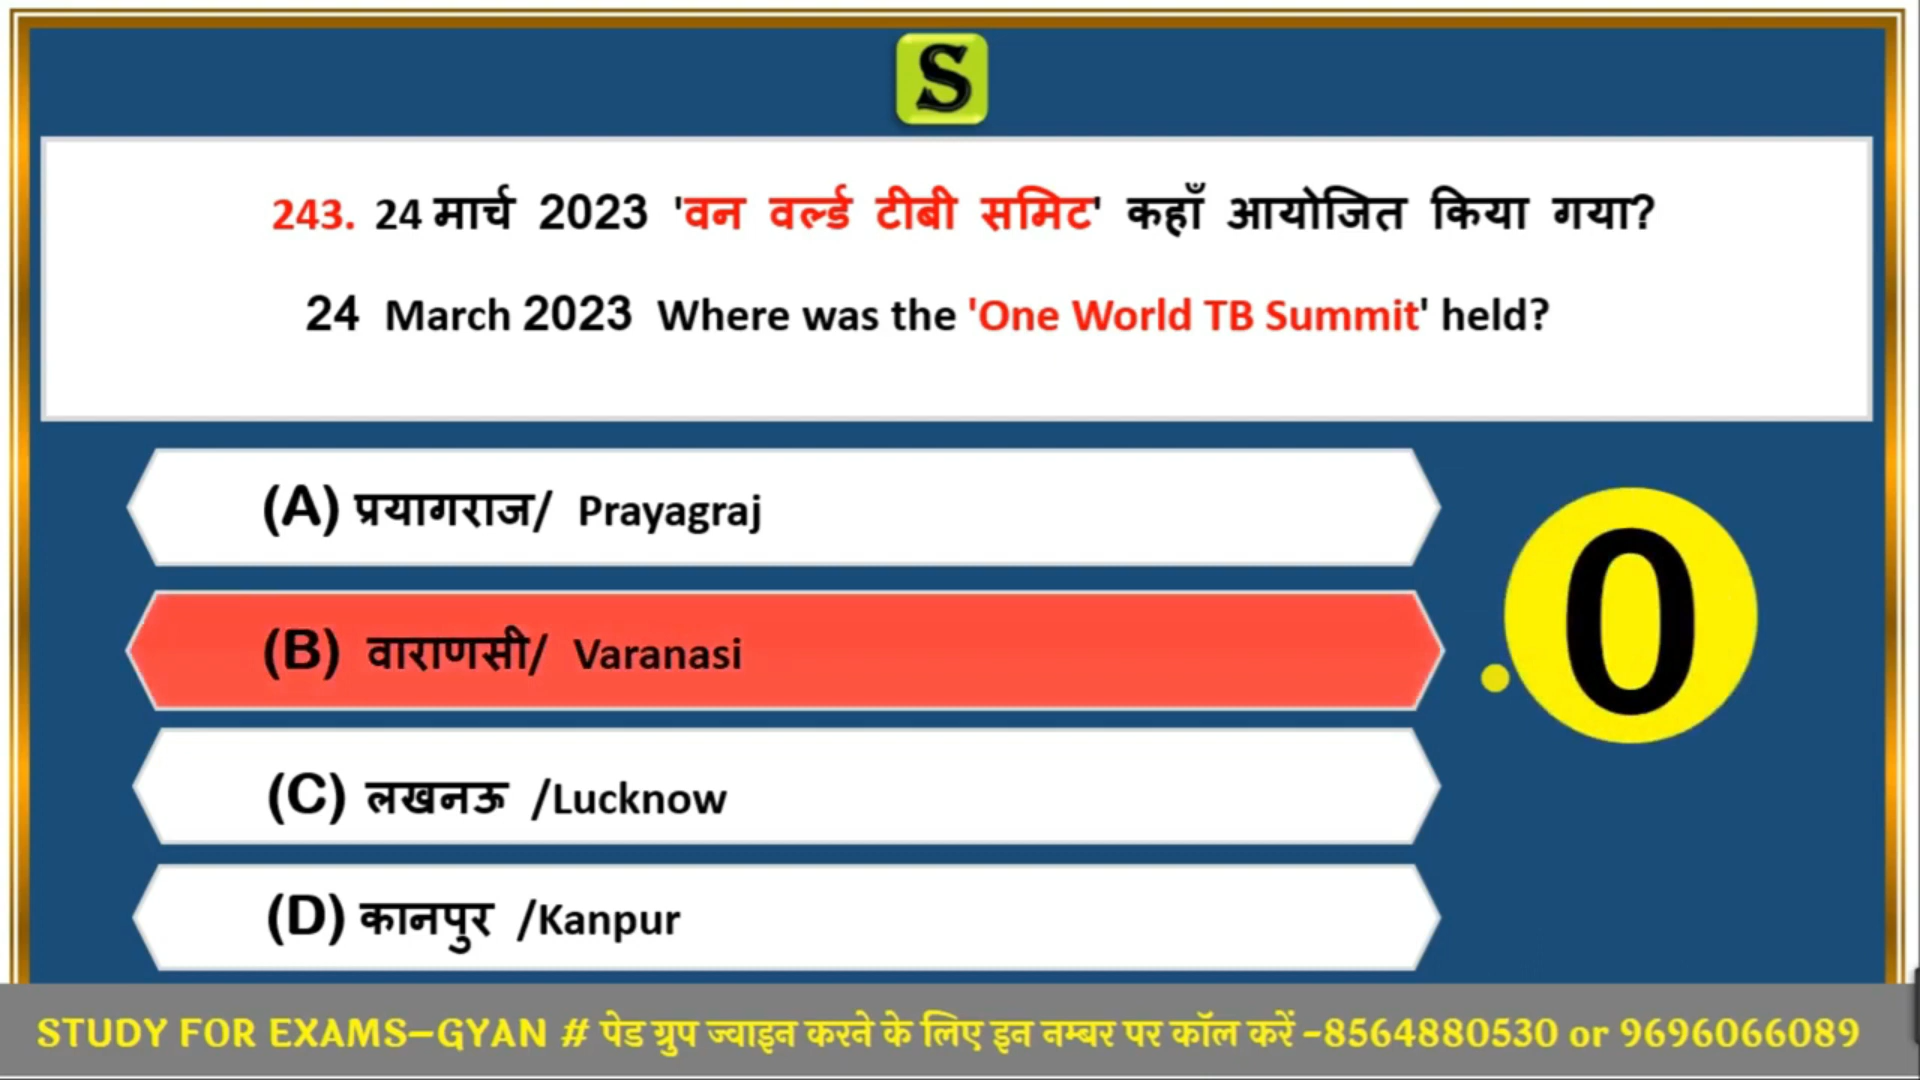 S
243. 24 मार्च 2023 'वन वर्ल्ड टीबी समिट' कहाँ आयोजित किया गया?
24 March 2023 Where was the 'One World TB Summit' held?
(A) प्रयागराज/ Prayagraj
(B) वाराणसी/ Varanasi
0
(C) लखनऊ /Lucknow
(D) कानपुर /Kanpur
STUDY FOR EXAMS–GYAN # पेड ग्रुप ज्वाइन करने के लिए इन नम्बर पर कॉल करें -8564880530 or 9696066089